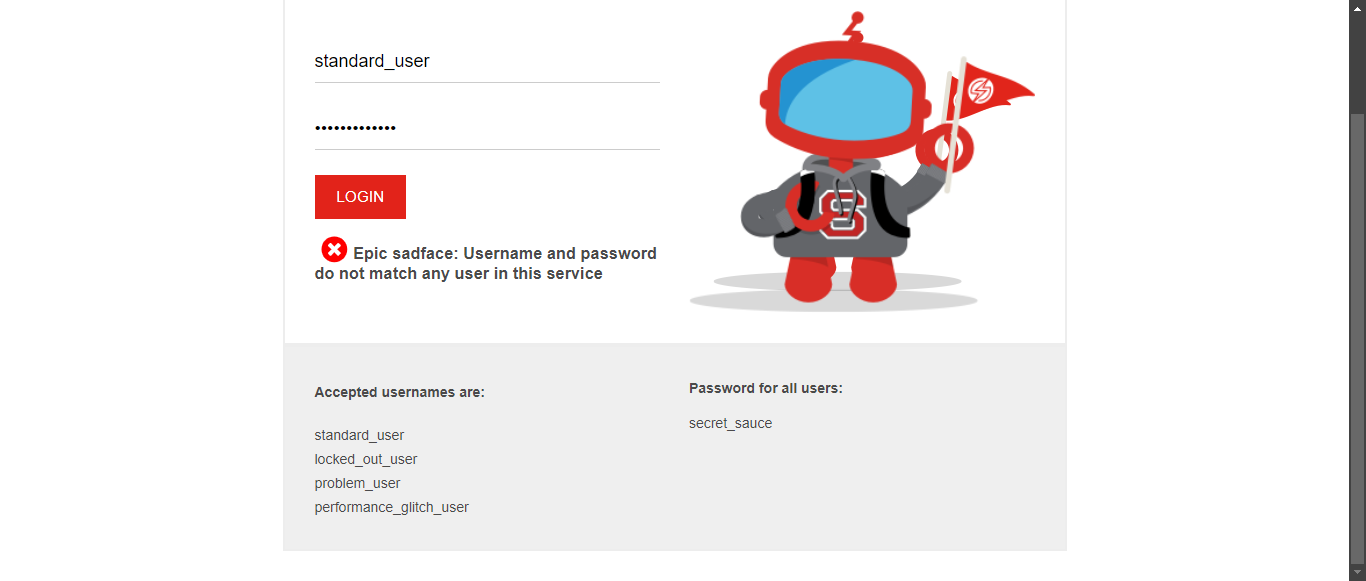 standard_user
•••••••••••••
LOGIN
Epic sadface: Username and password
do not match any user in this service
S
Accepted usernames are:
standard_user
locked_out_user
problem_user
performance_glitch_user
Password for all users:
secret_sauce